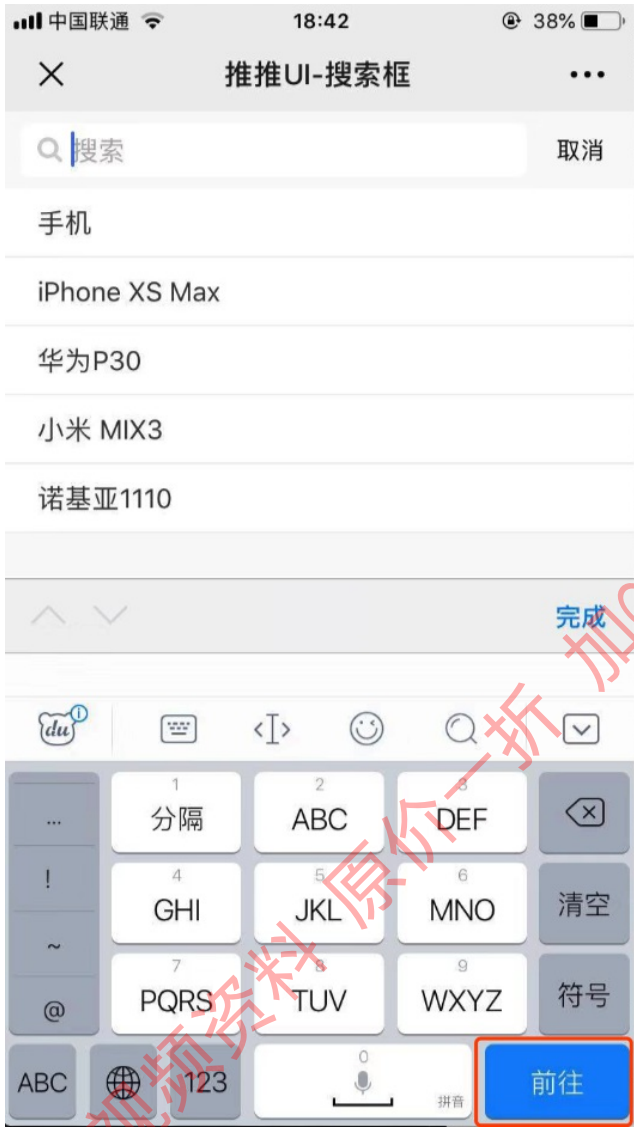 中国联通 18:42 38%
推推UI-搜索框
搜索 取消
手机
iPhone XS Max
华为P30
小米 MIX3
诺基亚1110
完成
du
1 2 3
... 分隔 ABC DEF
4 5 6
! GHI JKL MNO 清空
~
7 8 9
@ PQRS TUV WXYZ 符号
0
ABC 123 拼音 前往
视频资料 原价一折 加